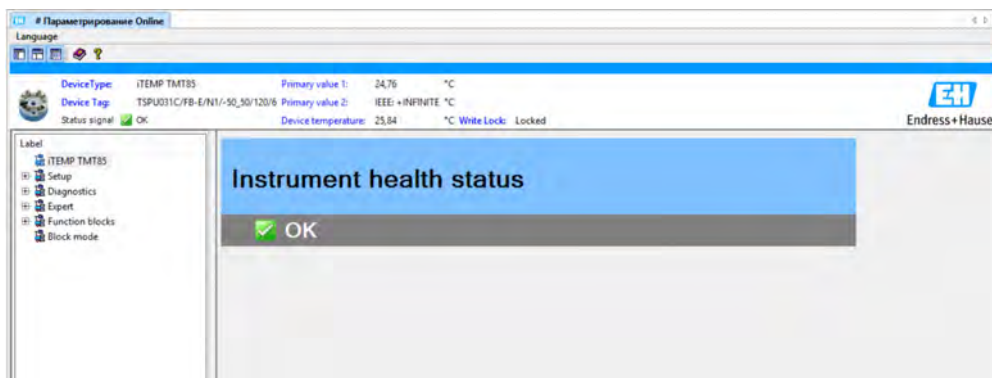 # Параметрирование Online
Language
DeviceType: iTEMP TMT85 Primary value 1: 24,76 °C
Device Tag: TSPU031C/FB-E/N1/-50_50/120/6 Primary value 2: IEEE: +INFINITE °C
Status signal OK Device temperature: 25,84 °C Write Lock: Locked
EH
Endress+Hause
Label
iTEMP TMT85
Setup
Diagnostics
Expert
Function blocks
Block mode
Instrument health status
OK